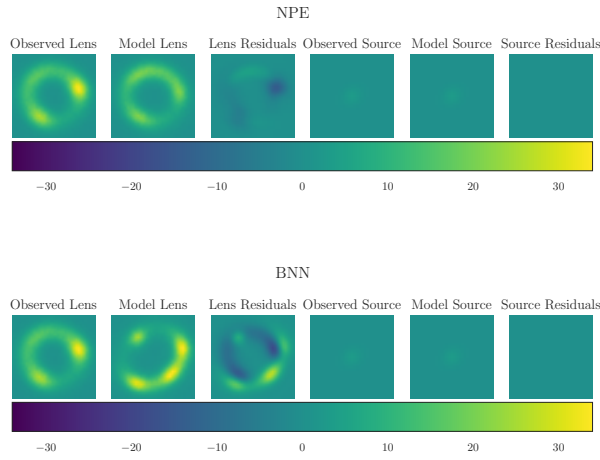 NPE
Observed Lens Model Lens Lens Residuals Observed Source Model Source Source Residuals
−30 −20 −10 0 10 20 30
BNN
Observed Lens Model Lens Lens Residuals Observed Source Model Source Source Residuals
−30 −20 −10 0 10 20 30